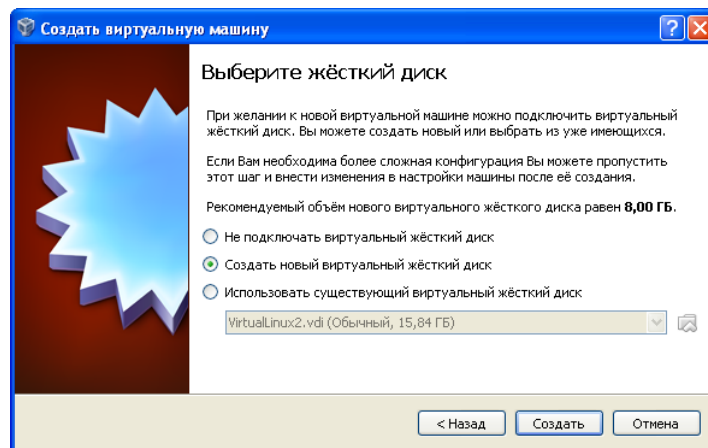 Создать виртуальную машину
Выберите жёсткий диск
При желании к новой виртуальной машине можно подключить виртуальный
жёсткий диск. Вы можете создать новый или выбрать из уже имеющихся.
Если Вам необходима более сложная конфигурация Вы можете пропустить
этот шаг и внести изменения в настройки машины после её создания.
Рекомендуемый объём нового виртуального жёсткого диска равен 8,00 ГБ.
Не подключать виртуальный жёсткий диск
Создать новый виртуальный жёсткий диск
Использовать существующий виртуальный жёсткий диск
VirtualLinux2.vdi (Обычный, 15,84 ГБ)
< Назад Создать Отмена